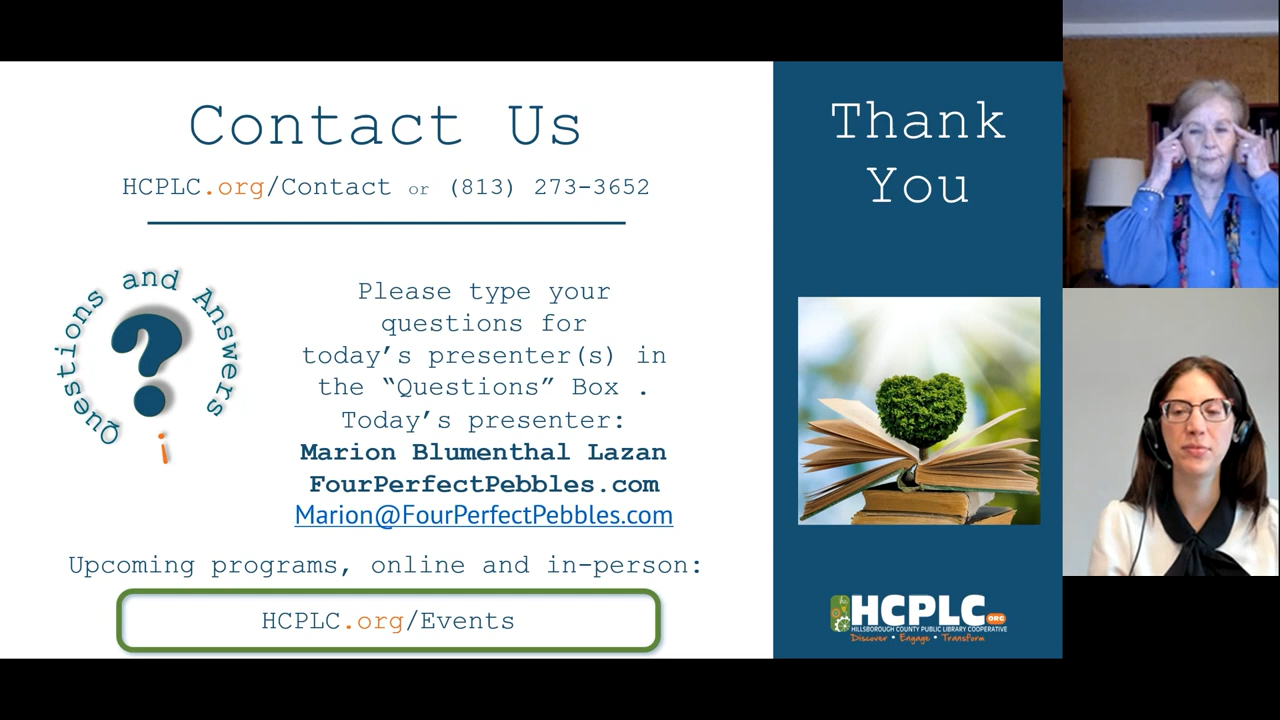 Contact Us
HCPLC.org/Contact or (813) 273-3652
Questions and Answers
?
¡
Please type your
questions for
today’s presenter(s) in
the “Questions” Box .
Today’s presenter:
Marion Blumenthal Lazan
FourPerfectPebbles.com
Marion@FourPerfectPebbles.com
Upcoming programs, online and in-person:
HCPLC.org/Events
Thank
You
HCPLC.ORG
HILLSBOROUGH COUNTY PUBLIC LIBRARY COOPERATIVE
Discover • Engage • Transform